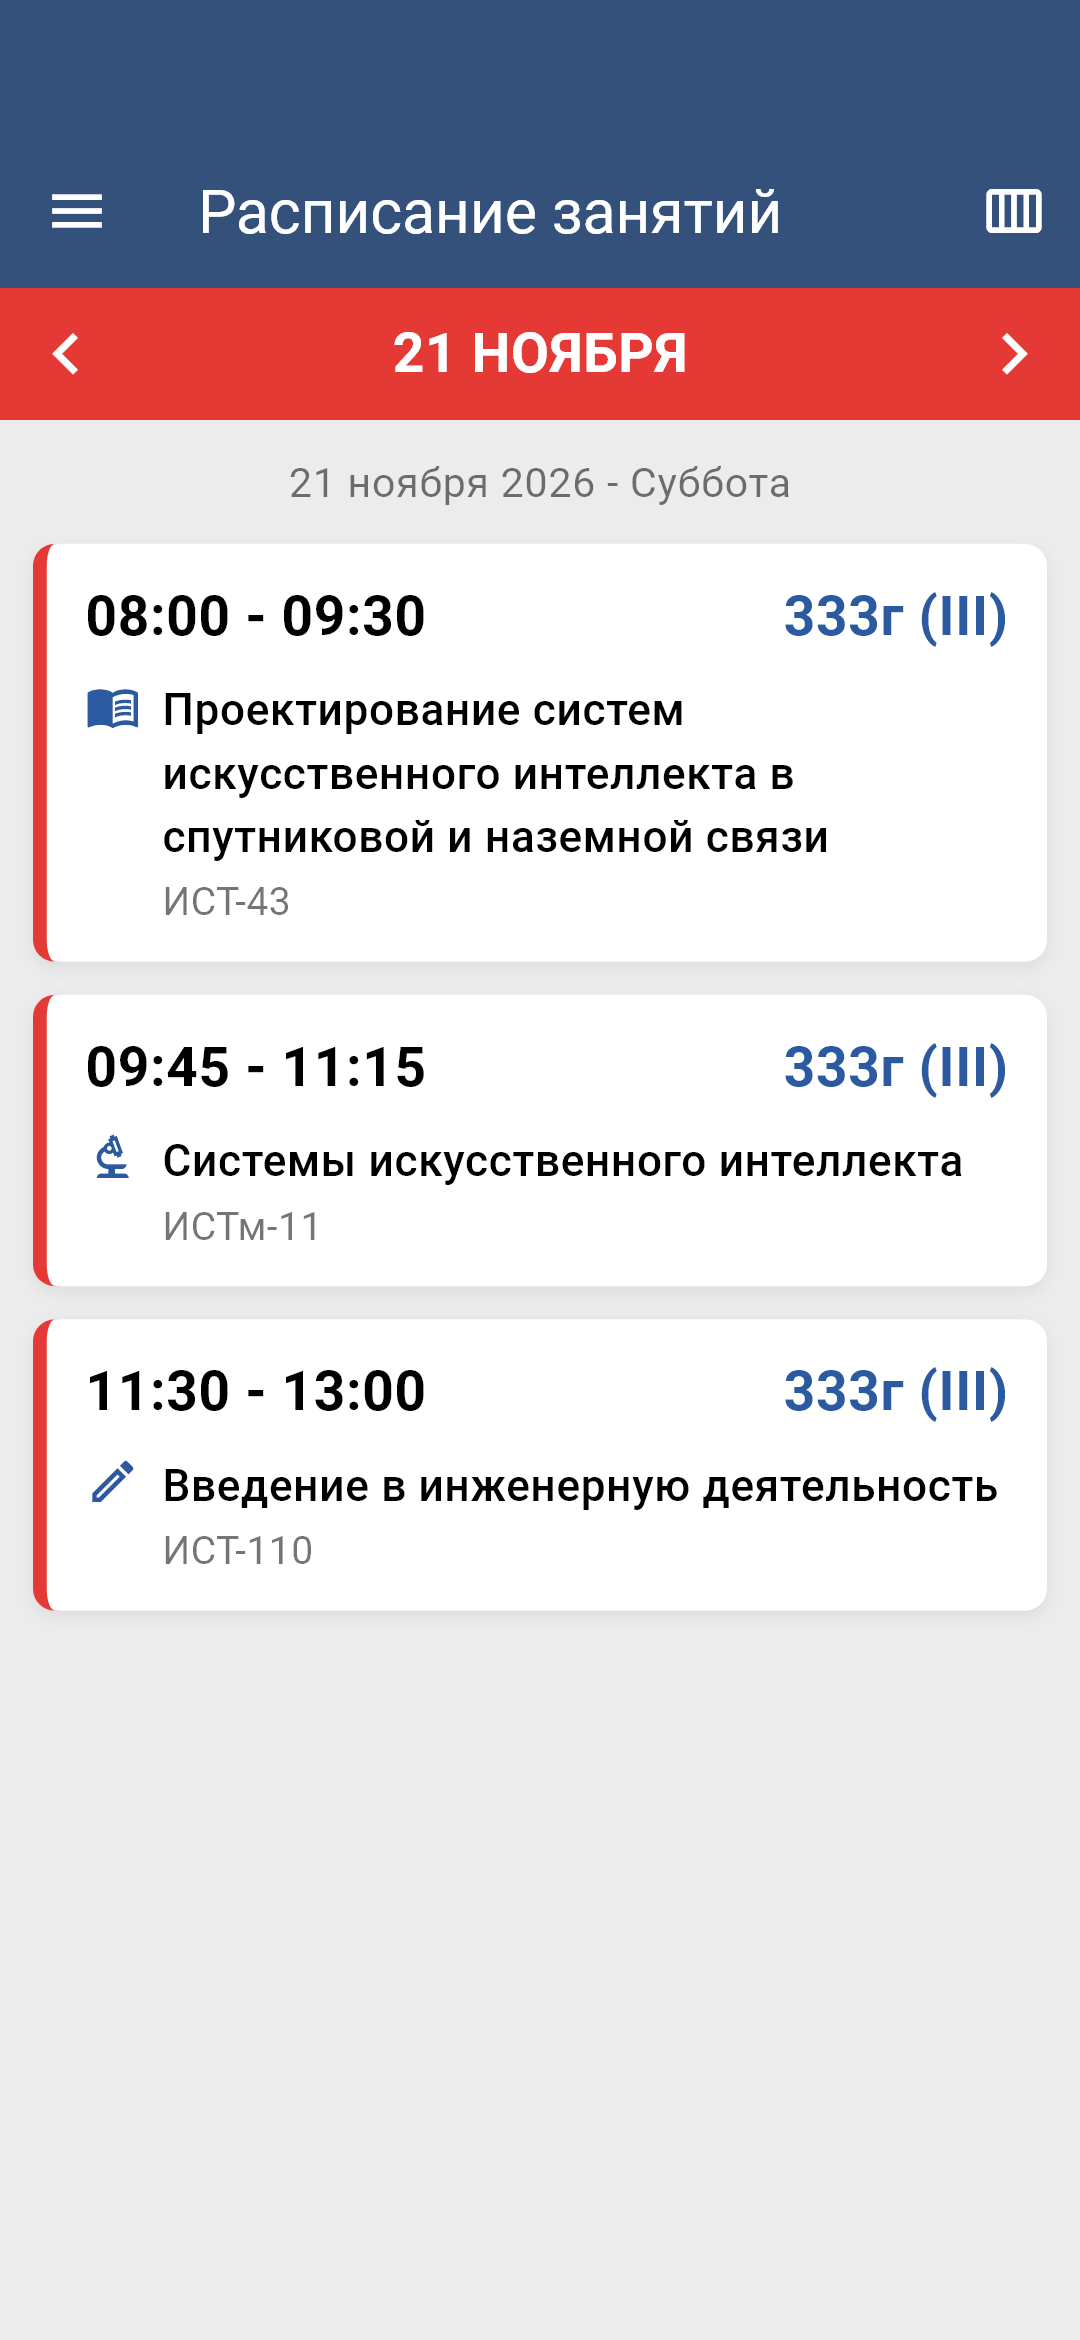 Расписание занятий
21 НОЯБРЯ
21 ноября 2026 - Суббота
08:00 - 09:30 333г (III)
Проектирование систем
искусственного интеллекта в
спутниковой и наземной связи
ИСТ-43
09:45 - 11:15 333г (III)
Системы искусственного интеллекта
ИСТм-11
11:30 - 13:00 333г (III)
Введение в инженерную деятельность
ИСТ-110